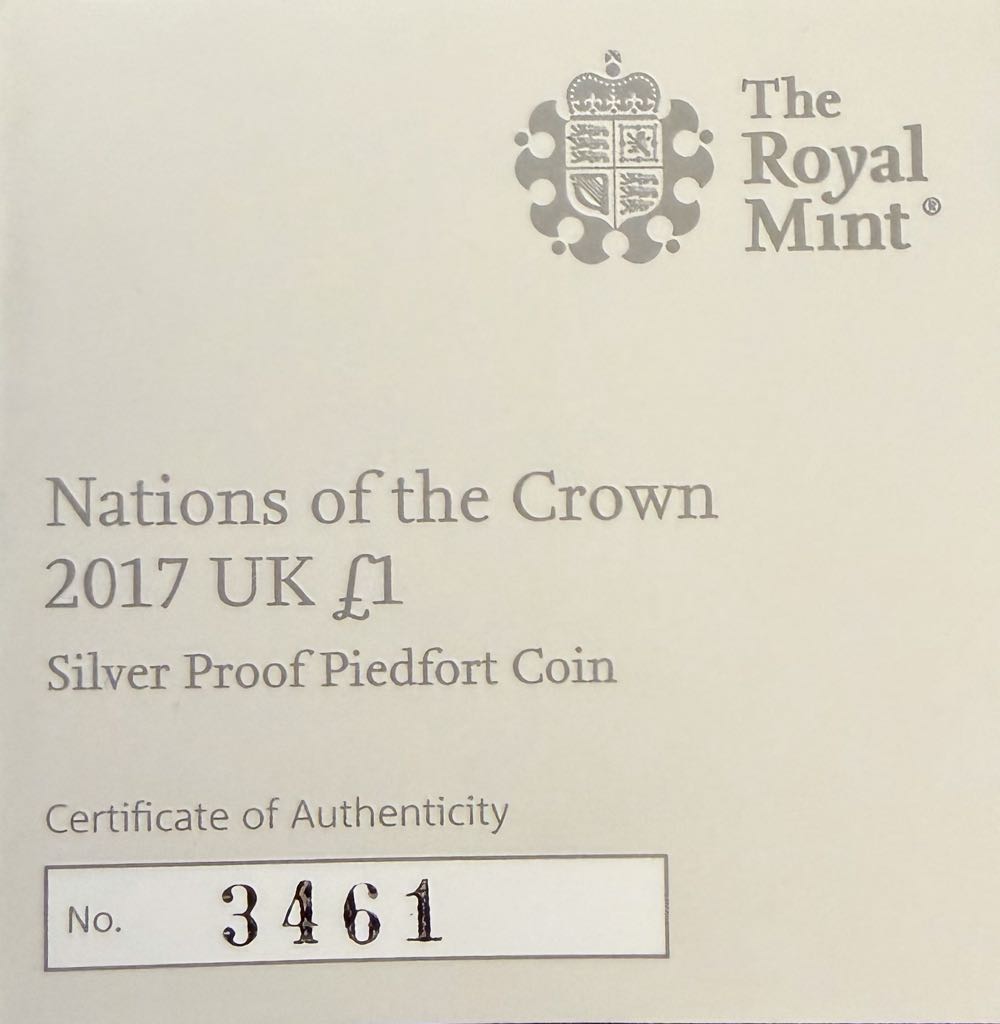 The
Royal
Mint®
Nations of the Crown
2017 UK £1
Silver Proof Piedfort Coin
Certificate of Authenticity
No. 3461